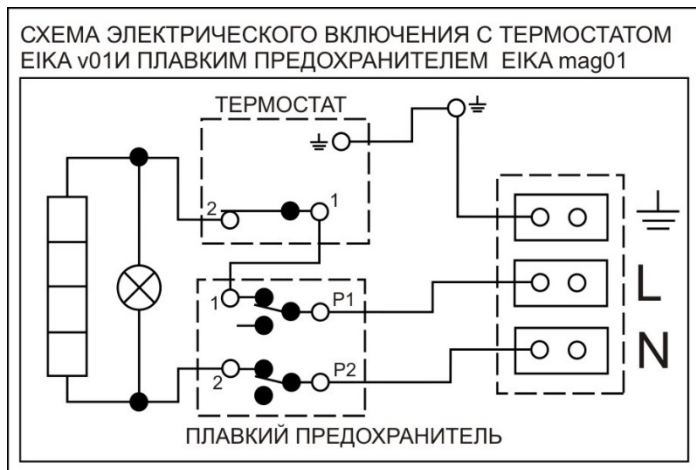 СХЕМА ЭЛЕКТРИЧЕСКОГО ВКЛЮЧЕНИЯ С ТЕРМОСТАТОМ
EIKA v01И ПЛАВКИМ ПРЕДОХРАНИТЕЛЕМ EIKA mag01
ТЕРМОСТАТ
2
1
1
P1
L
2
P2
N
ПЛАВКИЙ ПРЕДОХРАНИТЕЛЬ